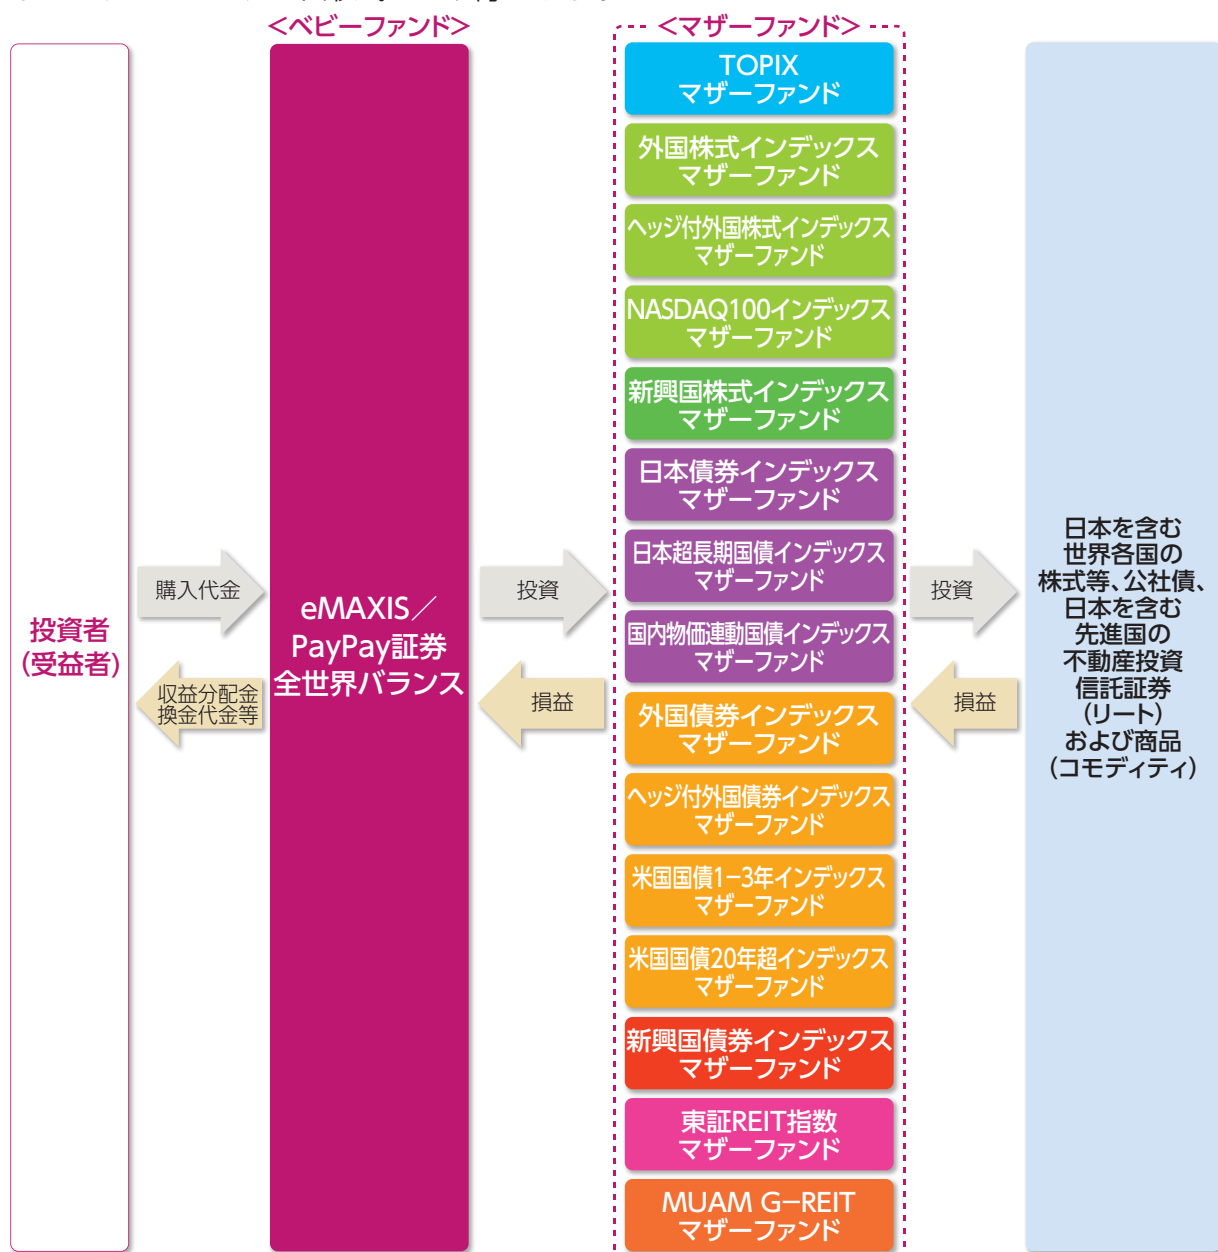 <ベビーファンド>
<マザーファンド>
投資者
(受益者)
購入代金
収益分配金
換金代金等
eMAXIS／
PayPay証券
全世界バランス
投資
損益
TOPIX
マザーファンド
外国株式インデックス
マザーファンド
ヘッジ付外国株式インデックス
マザーファンド
NASDAQ100インデックス
マザーファンド
新興国株式インデックス
マザーファンド
日本債券インデックス
マザーファンド
日本超長期国債インデックス
マザーファンド
国内物価連動国債インデックス
マザーファンド
外国債券インデックス
マザーファンド
ヘッジ付外国債券インデックス
マザーファンド
米国国債1－3年インデックス
マザーファンド
米国国債20年超インデックス
マザーファンド
新興国債券インデックス
マザーファンド
東証REIT指数
マザーファンド
MUAM G－REIT
マザーファンド
投資
損益
日本を含む
世界各国の
株式等、公社債、
日本を含む
先進国の
不動産投資
信託証券
(リート)
および商品
(コモディティ)